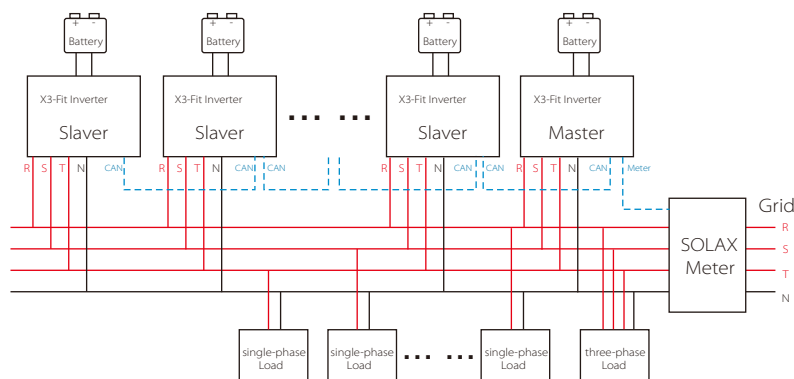 + - + - + - + -
Battery Battery Battery Battery
X3-Fit Inverter X3-Fit Inverter X3-Fit Inverter X3-Fit Inverter
Slaver Slaver ... ... Slaver Master
R S T N CAN R S T N CAN CAN R S T N CAN CAN R S T N CAN Meter
Grid
R
SOLAX
Meter
S
T
N
single-phase
Load
single-phase
Load
... ...
single-phase
Load
three-phase
Load